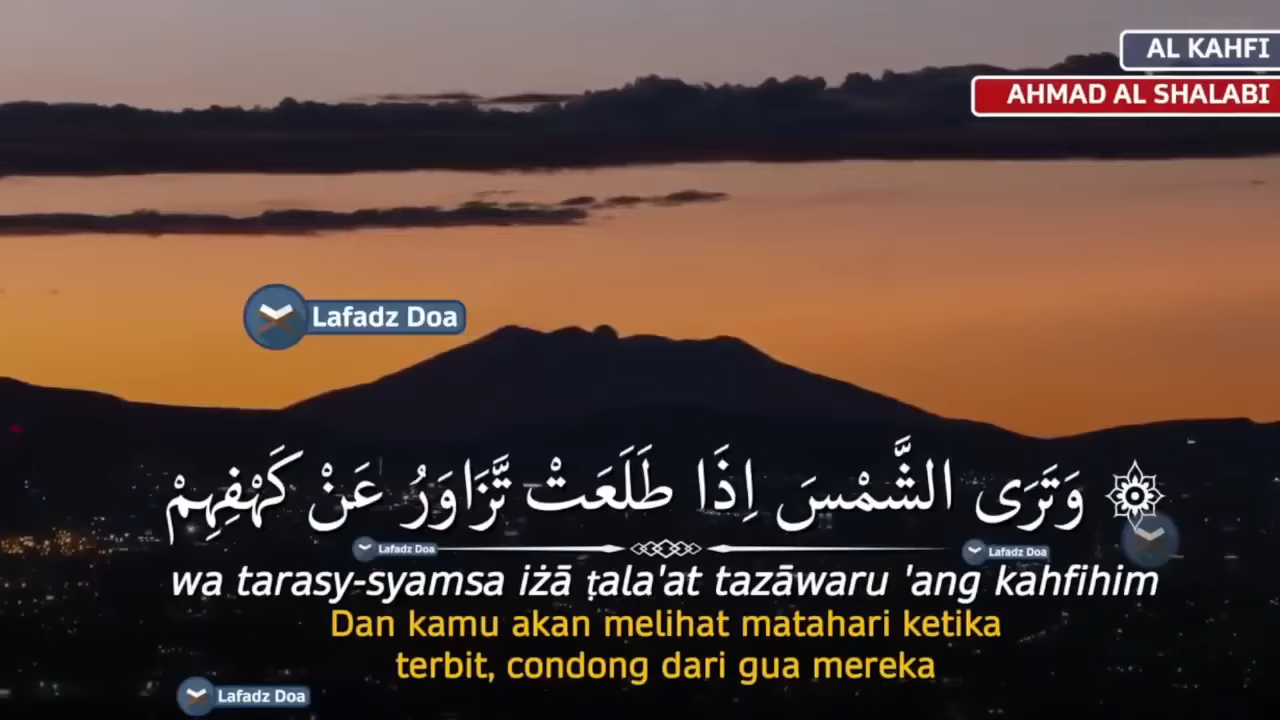 AL KAHFI
AHMAD AL SHALABI
Lafadz Doa
۞ وَتَرَى الشَّمْسَ اِذَا طَلَعَتْ تَّزَاوَرُ عَنْ كَهْفِهِمْ
Lafadz Doa
Lafadz Doa
wa tarasy-syamsa iżā ṭala'at tazāwaru 'ang kahfihim
Dan kamu akan melihat matahari ketika
terbit, condong dari gua mereka
Lafadz Doa